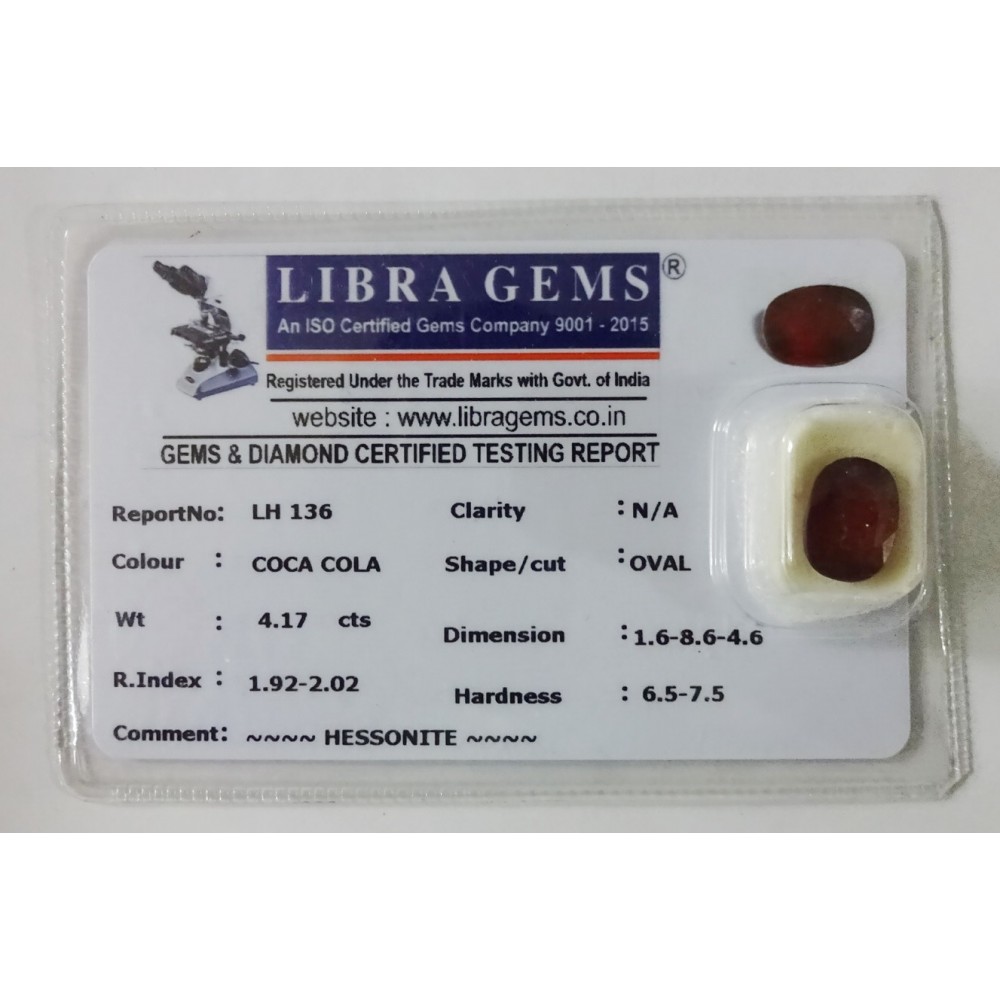 LIBRA GEMS®
An ISO Certified Gems Company 9001 - 2015
Registered Under the Trade Marks with Govt. of India
website : www.libragems.co.in
GEMS & DIAMOND CERTIFIED TESTING REPORT
ReportNo: LH 136 Clarity : N/A
Colour : COCA COLA Shape/cut : OVAL
Wt : 4.17 cts Dimension : 1.6-8.6-4.6
R.Index : 1.92-2.02 Hardness : 6.5-7.5
Comment: ~~~~ HESSONITE ~~~~